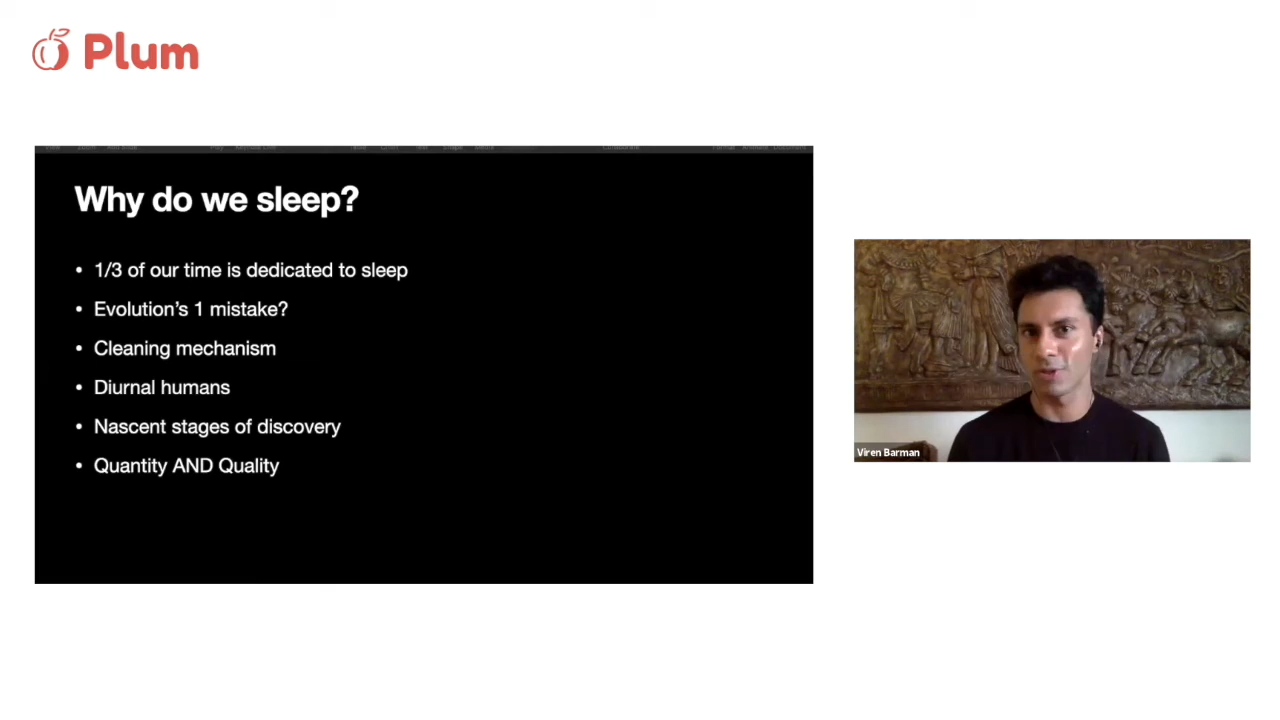 Plum
Why do we sleep?
• 1/3 of our time is dedicated to sleep
• Evolution's 1 mistake?
• Cleaning mechanism
• Diurnal humans
• Nascent stages of discovery
• Quantity AND Quality
Viren Barman